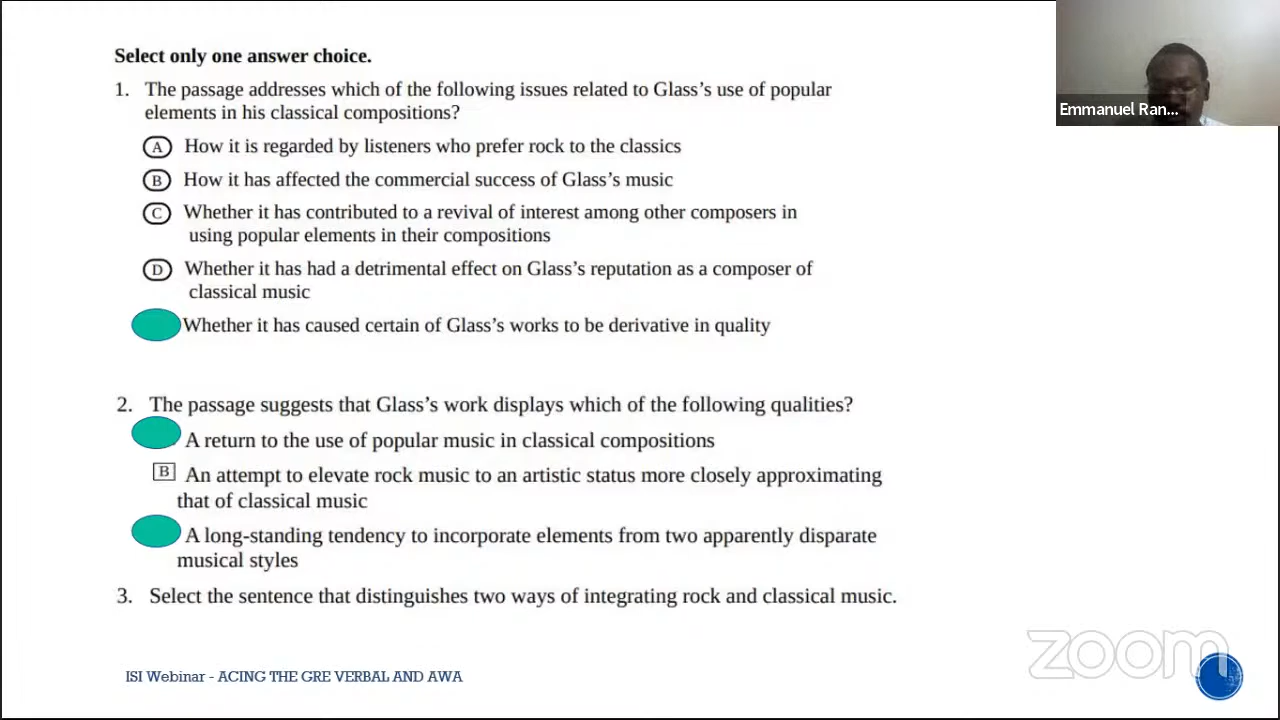 Select only one answer choice.
Emmanuel Ran...
1. The passage addresses which of the following issues related to Glass's use of popular
elements in his classical compositions?
A How it is regarded by listeners who prefer rock to the classics
B How it has affected the commercial success of Glass's music
C Whether it has contributed to a revival of interest among other composers in
using popular elements in their compositions
D Whether it has had a detrimental effect on Glass's reputation as a composer of
classical music
Whether it has caused certain of Glass's works to be derivative in quality
2. The passage suggests that Glass's work displays which of the following qualities?
A return to the use of popular music in classical compositions
B An attempt to elevate rock music to an artistic status more closely approximating
that of classical music
A long-standing tendency to incorporate elements from two apparently disparate
musical styles
3. Select the sentence that distinguishes two ways of integrating rock and classical music.
zoom
ISI Webinar - ACING THE GRE VERBAL AND AWA